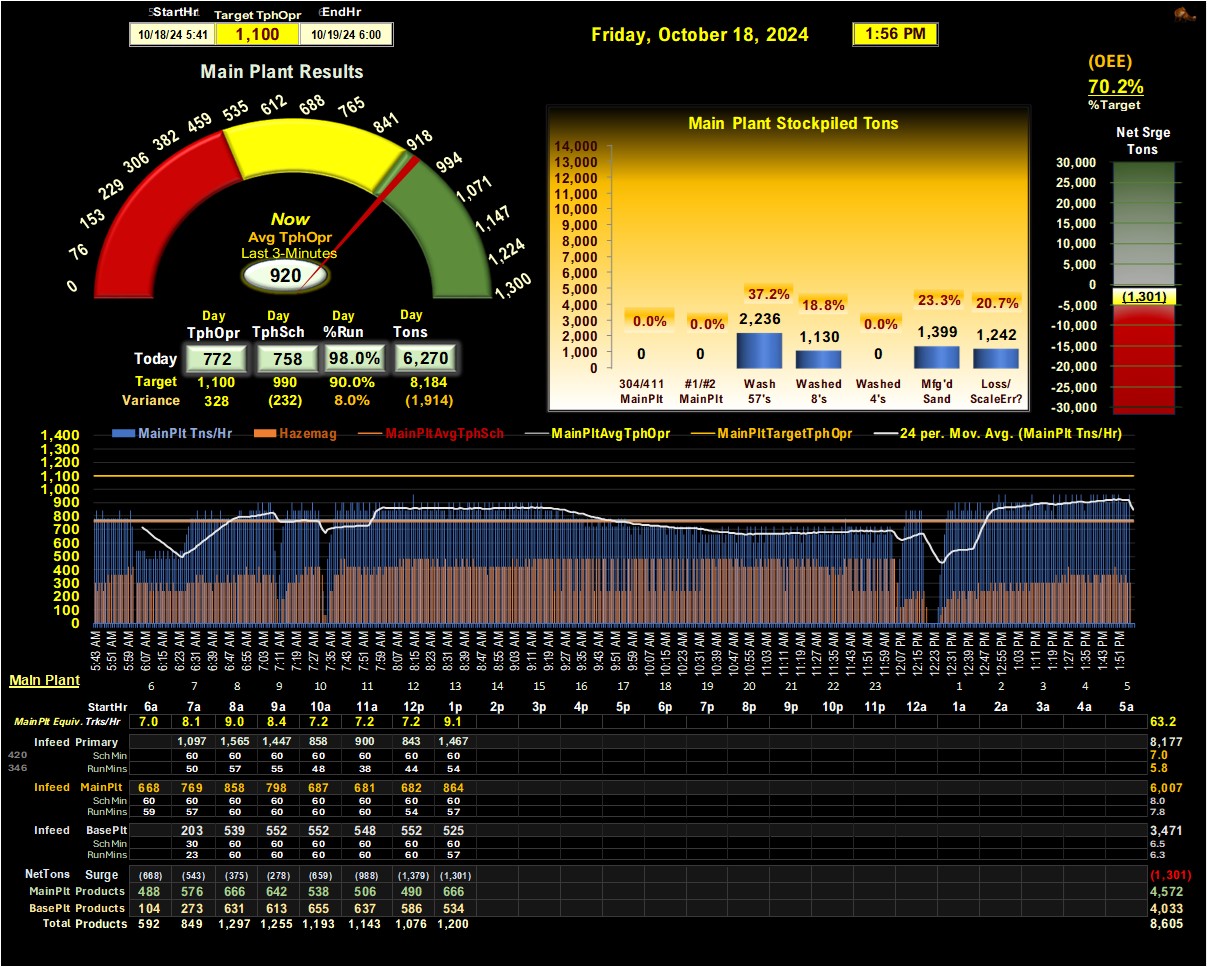 StartHr Target TphOpr EndHr
10/18/24 5:41 1,100 10/19/24 6:00
Friday, October 18, 2024 1:56 PM
(OEE)
70.2%
%Target
Main Plant Results
0 76 153 229 306 382 459 535 612 688 765 841 918 994 1,071 1,147 1,224 1,300
Now
Avg TphOpr
Last 3-Minutes
920
Day Day Day Day
TphOpr TphSch %Run Tons
Today 772 758 98.0% 6,270
Target 1,100 990 90.0% 8,184
Variance 328 (232) 8.0% (1,914)
Main Plant Stockpiled Tons
14,000
13,000
12,000
11,000
10,000
9,000
8,000
7,000
6,000
5,000
4,000
3,000
2,000
1,000
0
0.0% 0.0% 37.2% 18.8% 0.0% 23.3% 20.7%
0 0 2,236 1,130 0 1,399 1,242
304/411 #1/#2 Wash Washed Washed Mfg'd Loss/
MainPlt MainPlt 57's 8's 4's Sand ScaleErr?
Net Srge
Tons
30,000
25,000
20,000
15,000
10,000
5,000
0
(1,301)
-5,000
-10,000
-15,000
-20,000
-25,000
-30,000
MainPlt Tns/Hr Hazemag MainPltAvgTphSch MainPltAvgTphOpr MainPltTargetTphOpr 24 per. Mov. Avg. (MainPlt Tns/Hr)
1,400
1,300
1,200
1,100
1,000
900
800
700
600
500
400
300
200
100
0
5:43 AM 5:51 AM 5:59 AM 6:07 AM 6:15 AM 6:23 AM 6:31 AM 6:39 AM 6:47 AM 6:55 AM 7:03 AM 7:11 AM 7:19 AM 7:27 AM 7:35 AM 7:43 AM 7:51 AM 7:59 AM 8:07 AM 8:15 AM 8:23 AM 8:31 AM 8:39 AM 8:47 AM 8:55 AM 9:03 AM 9:11 AM 9:19 AM 9:27 AM 9:35 AM 9:43 AM 9:51 AM 9:59 AM 10:07 AM 10:15 AM 10:23 AM 10:31 AM 10:39 AM 10:47 AM 10:55 AM 11:03 AM 11:11 AM 11:19 AM 11:27 AM 11:35 AM 11:43 AM 11:51 AM 11:59 AM 12:07 PM 12:15 PM 12:23 PM 12:31 PM 12:39 PM 12:47 PM 12:55 PM 1:03 PM 1:11 PM 1:19 PM 1:27 PM 1:35 PM 1:43 PM 1:51 PM
Main Plant
6 7 8 9 10 11 12 13 14 15 16 17 18 19 20 21 22 23 1 2 3 4 5
StartHr 6a 7a 8a 9a 10a 11a 12p 1p 2p 3p 4p 5p 6p 7p 8p 9p 10p 11p 12a 1a 2a 3a 4a 5a
MainPlt Equiv. Trks/Hr 7.0 8.1 9.0 8.4 7.2 7.2 7.2 9.1 63.2
Infeed Primary 1,097 1,565 1,447 858 900 843 1,467 8,177
420 SchMin 60 60 60 60 60 60 60 7.0
346 RunMins 50 57 55 48 38 44 54 5.8
Infeed MainPlt 668 769 858 798 687 681 682 864 6,007
SchMin 60 60 60 60 60 60 60 60 8.0
RunMins 59 57 60 60 60 60 54 57 7.8
Infeed BasePlt 203 539 552 552 548 552 525 3,471
SchMin 30 60 60 60 60 60 60 6.5
RunMins 23 60 60 60 60 60 57 6.3
NetTons Surge (668) (543) (375) (278) (659) (988) (1,379) (1,301) (1,301)
MainPlt Products 488 576 666 642 538 506 490 666 4,572
BasePlt Products 104 273 631 613 655 637 586 534 4,033
Total Products 592 849 1,297 1,255 1,193 1,143 1,076 1,200 8,605